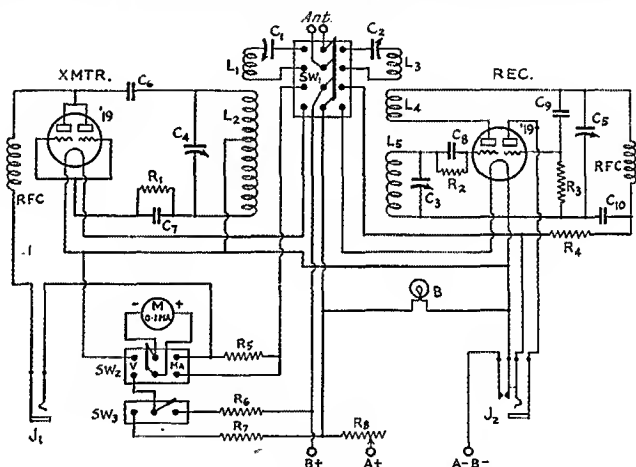 Ant.
C1 C2
L1 SW1 L3
XMTR. REC.
C6 L4 C9
'19 L2 '19 C5
C4 L5 C8
RFC R1 R2 R3 RFC
C7 C3 C10
R4
- M +
0-1MA
B
V MA R5
SW2
SW3 R6
R7 R8
J1 J2
B+ A+ A-B-